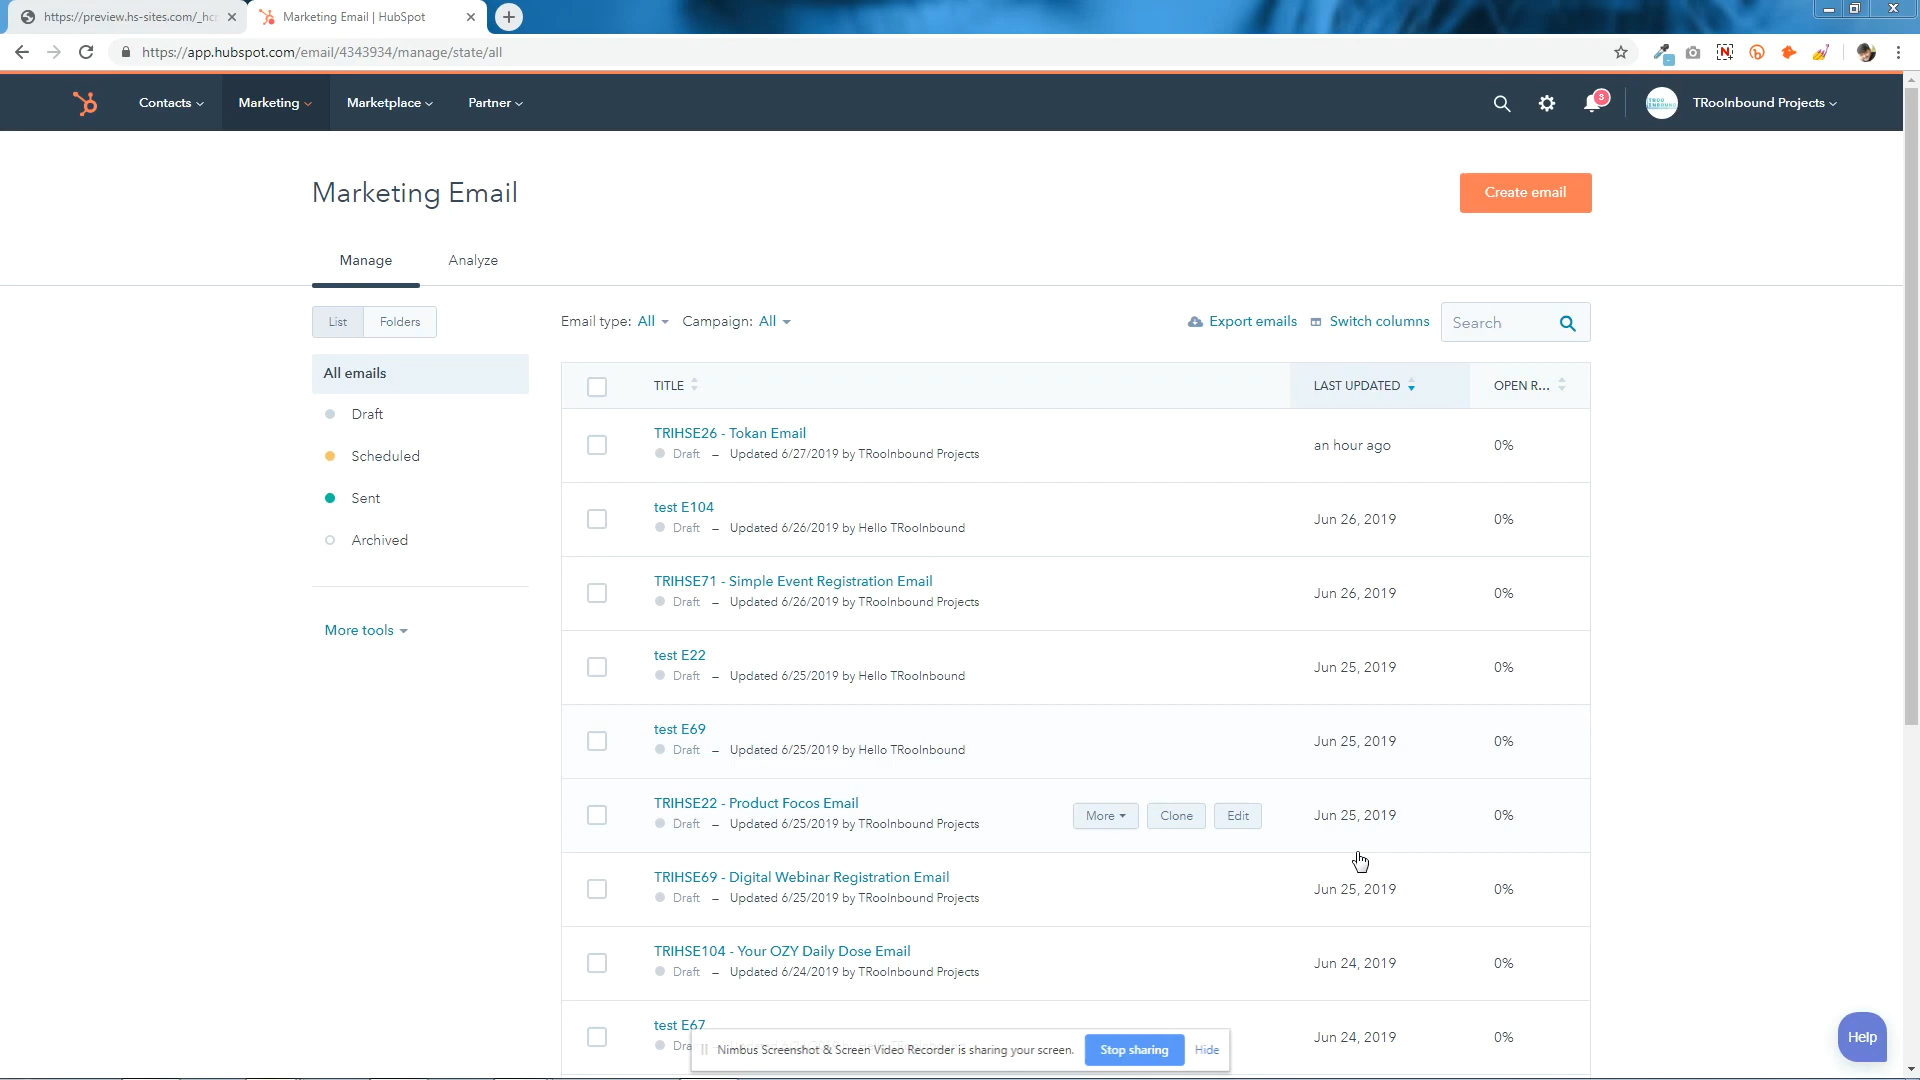 https://preview.hs-sites.com/_hcr
Marketing Email | HubSpot
https://app.hubspot.com/email/4343934/manage/state/all
Contacts
Marketing
Marketplace
Partner
3
TRooInbound Projects
Marketing Email
Create email
Manage
Analyze
List
Folders
Email type: All
Campaign: All
Export emails
Switch columns
Search
All emails
Draft
Scheduled
Sent
Archived
More tools
TITLE
LAST UPDATED
OPEN R...
TRIHSE26 - Tokan Email
Draft – Updated 6/27/2019 by TRooInbound Projects
an hour ago
0%
test E104
Draft – Updated 6/26/2019 by Hello TRooInbound
Jun 26, 2019
0%
TRIHSE71 - Simple Event Registration Email
Draft – Updated 6/26/2019 by TRooInbound Projects
Jun 26, 2019
0%
test E22
Draft – Updated 6/25/2019 by Hello TRooInbound
Jun 25, 2019
0%
test E69
Draft – Updated 6/25/2019 by Hello TRooInbound
Jun 25, 2019
0%
TRIHSE22 - Product Focos Email
Draft – Updated 6/25/2019 by TRooInbound Projects
More
Clone
Edit
Jun 25, 2019
0%
TRIHSE69 - Digital Webinar Registration Email
Draft – Updated 6/25/2019 by TRooInbound Projects
Jun 25, 2019
0%
TRIHSE104 - Your OZY Daily Dose Email
Draft – Updated 6/24/2019 by TRooInbound Projects
Jun 24, 2019
0%
test E67
Dra
Jun 24, 2019
0%
Nimbus Screenshot & Screen Video Recorder is sharing your screen.
Stop sharing
Hide
Help